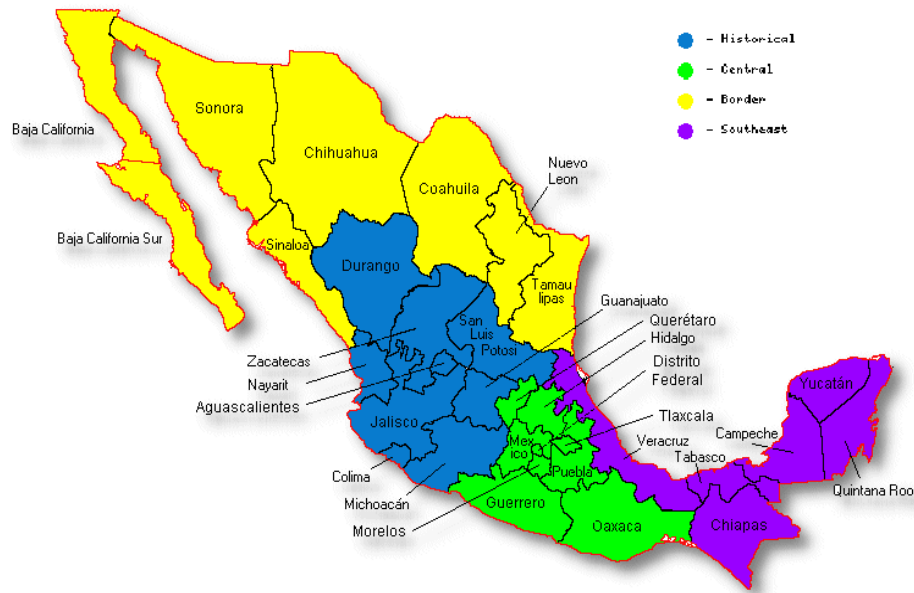 - Historical
- Central
- Border
- Southeast
Sonora
Baja California
Chihuahua
Nuevo
Leon
Coahuila
Baja California Sur
Sinaloa
Durango
Tamau
lipas
Guanajuato
San
Luis
Potosi
Querétaro
Hidalgo
Zacatecas
Distrito
Federal
Nayarit
Yucatán
Aguascalientes
Tlaxcala
Jalisco
Campeche
Mex
ico
Veracruz
Tabasco
Colima
Puebla
Quintana Roo
Michoacán
Guerrero
Morelos
Oaxaca
Chiapas